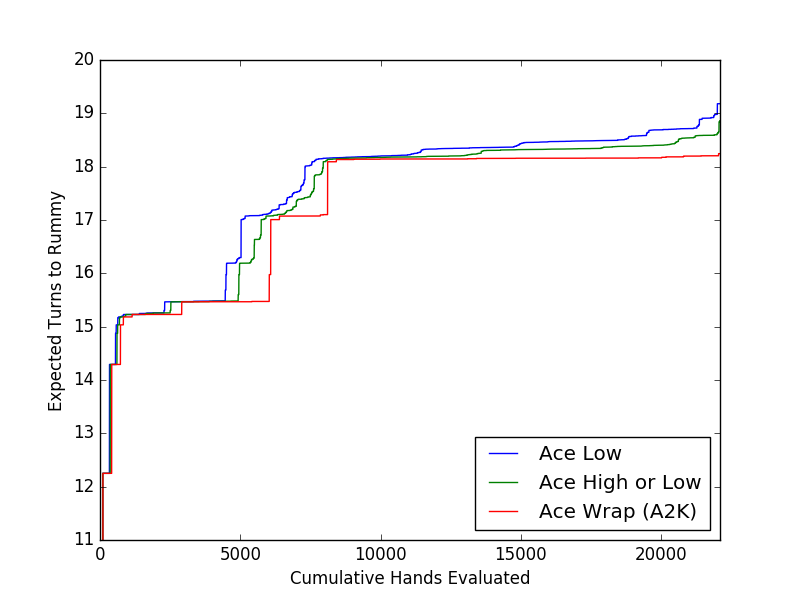 20
19
18
17
16
15
14
13
12
11
Expected Turns to Rummy
0 5000 10000 15000 20000
Cumulative Hands Evaluated
Ace Low
Ace High or Low
Ace Wrap (A2K)